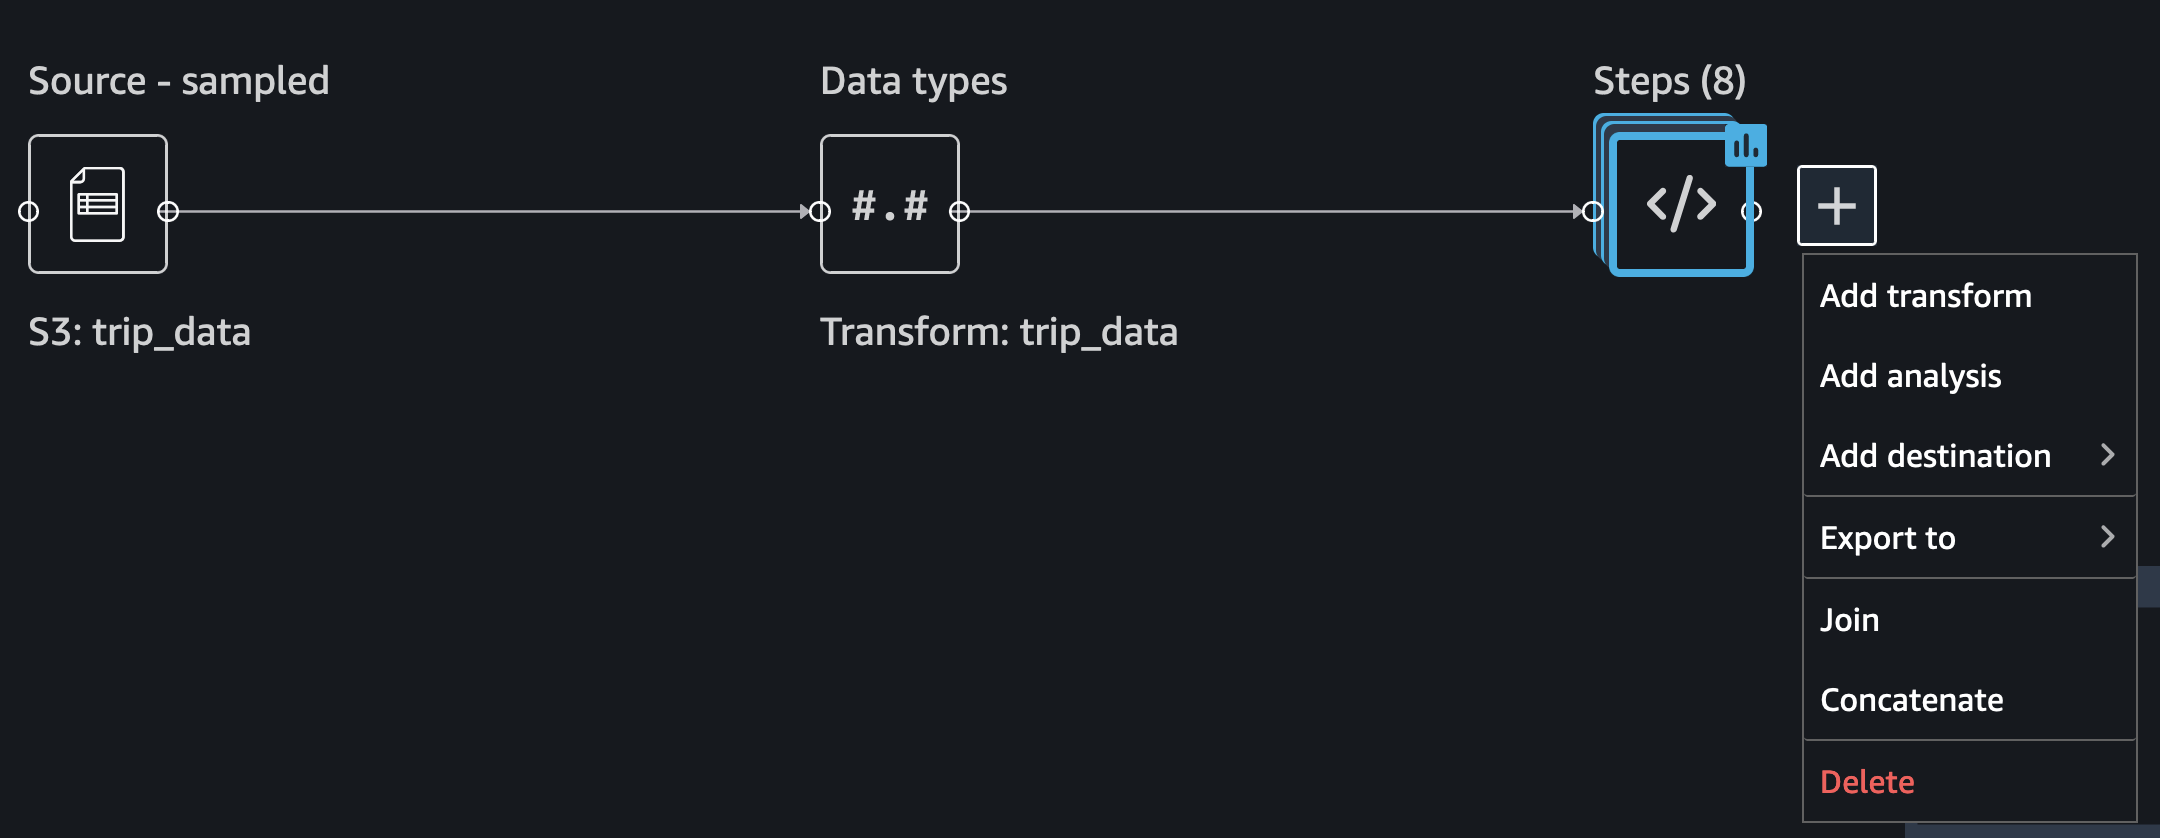 Source - sampled
Data types
Steps (8)
#.#
</>
S3: trip_data
Transform: trip_data
Add transform
Add analysis
Add destination
Export to
Join
Concatenate
Delete